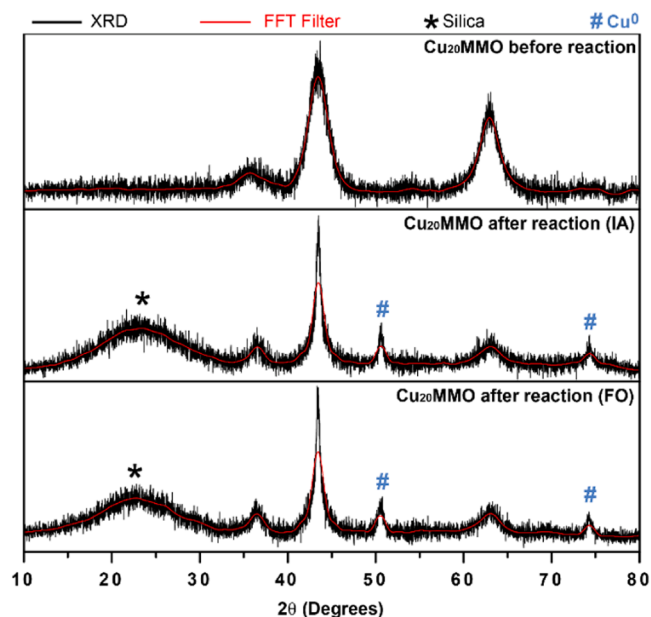 XRD FFT Filter * Silica # Cu⁰
Cu₂₀MMO before reaction
Cu₂₀MMO after reaction (IA)
* # #
Cu₂₀MMO after reaction (FO)
* # #
10 20 30 40 50 60 70 80
2θ (Degrees)